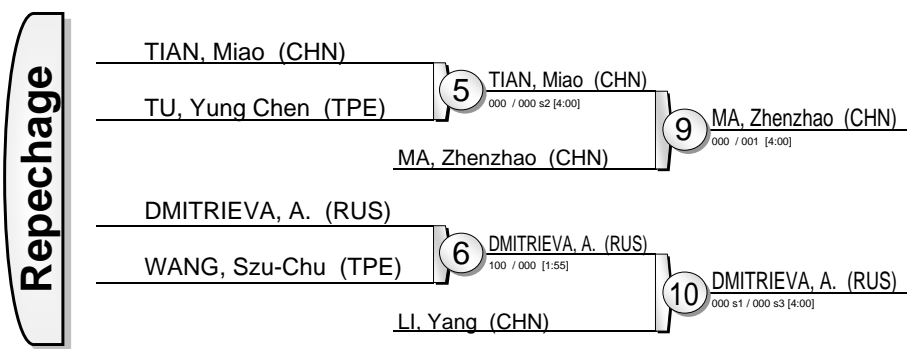 Repechage
TIAN, Miao (CHN)
TU, Yung Chen (TPE)
5
TIAN, Miao (CHN)
000 / 000 s2 [4:00]
MA, Zhenzhao (CHN)
9
MA, Zhenzhao (CHN)
000 / 001 [4:00]
DMITRIEVA, A. (RUS)
WANG, Szu-Chu (TPE)
6
DMITRIEVA, A. (RUS)
100 / 000 [1:55]
LI, Yang (CHN)
10
DMITRIEVA, A. (RUS)
000 s1 / 000 s3 [4:00]